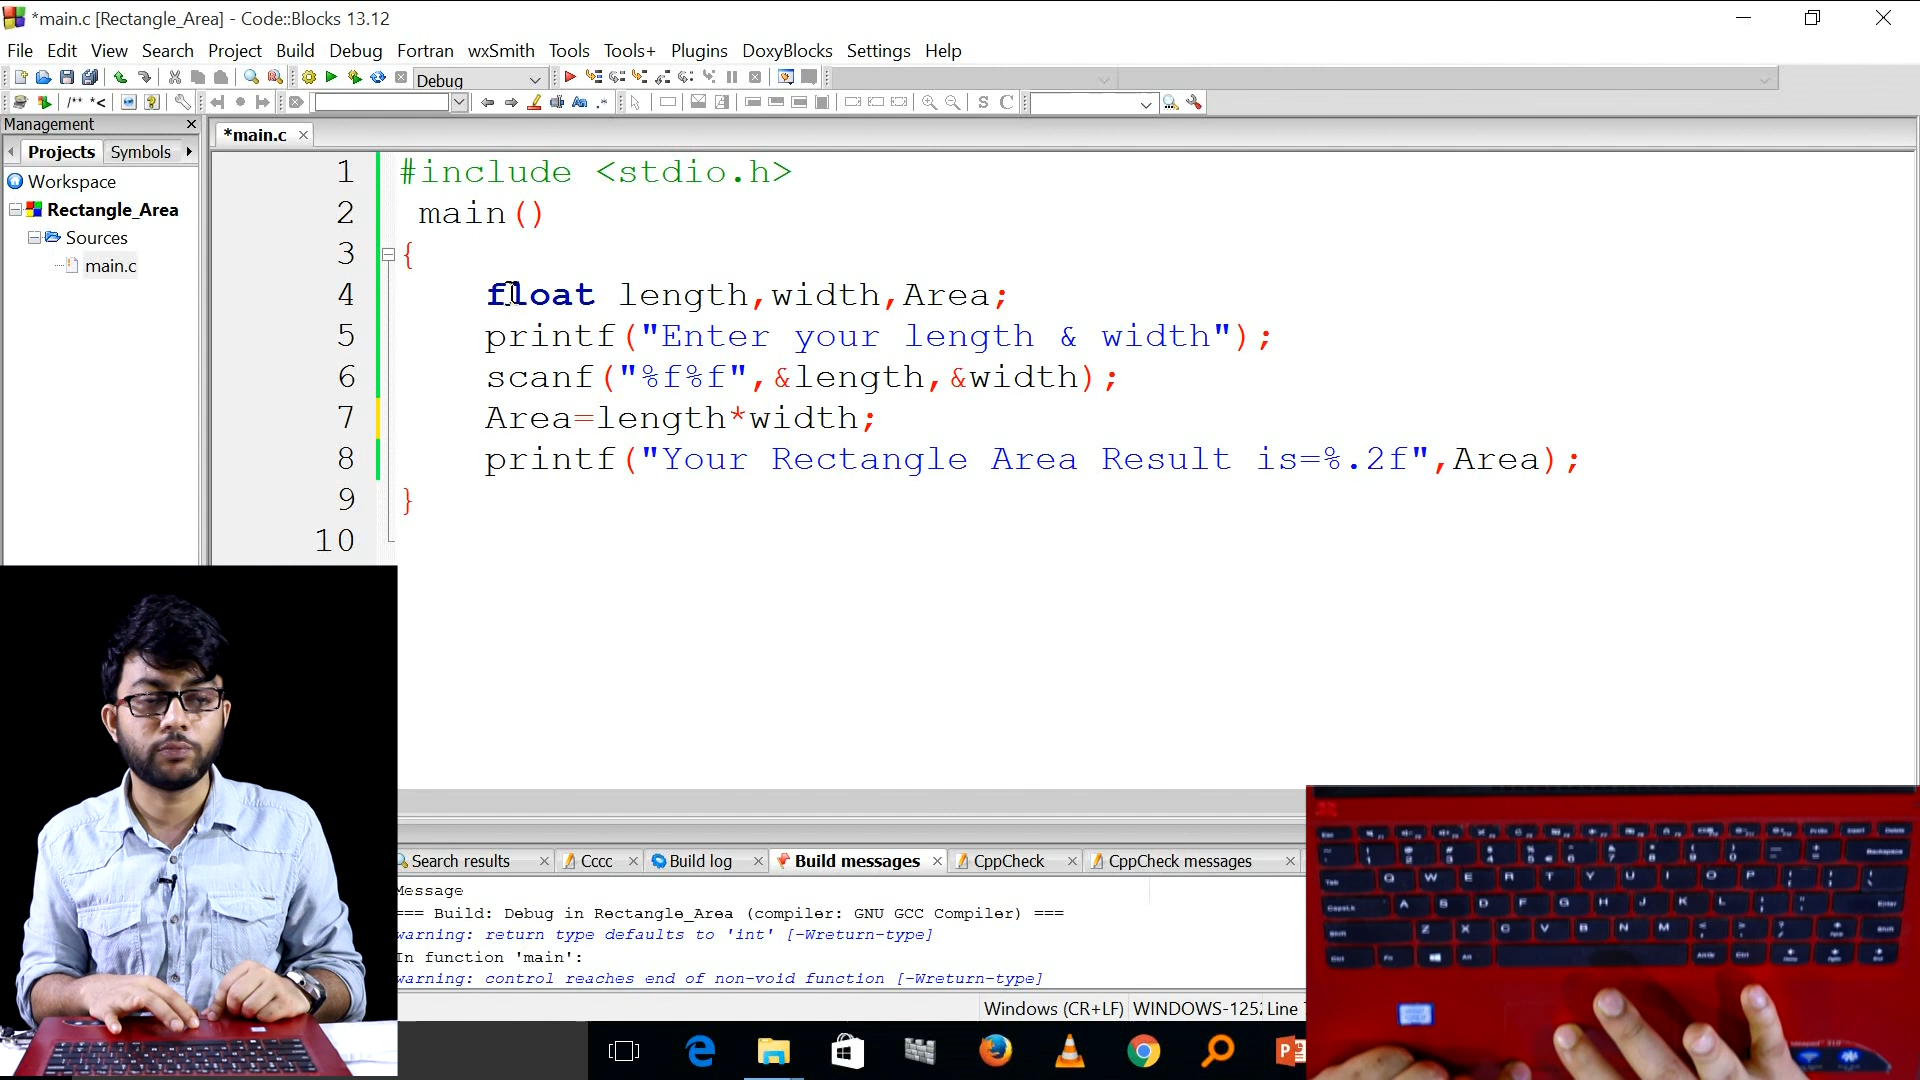 *main.c [Rectangle_Area] - Code::Blocks 13.12
File Edit View Search Project Build Debug Fortran wxSmith Tools Tools+ Plugins DoxyBlocks Settings Help
Debug
/** *<
S C
Management
*main.c
Projects Symbols
Workspace
Rectangle_Area
Sources
main.c
1 #include <stdio.h>
2 main()
3 {
4 float length,width,Area;
5 printf("Enter your length & width");
6 scanf("%f%f",&length,&width);
7 Area=length*width;
8 printf("Your Rectangle Area Result is=%.2f",Area);
9 }
10
Search results Cccc Build log Build messages CppCheck CppCheck messages
Message
=== Build: Debug in Rectangle_Area (compiler: GNU GCC Compiler) ===
warning: return type defaults to 'int' [-Wreturn-type]
In function 'main':
warning: control reaches end of non-void function [-Wreturn-type]
Windows (CR+LF) WINDOWS-1252 Line
Q W E R T Y U I O P
A S D F G H J K L
Z X C V B N M